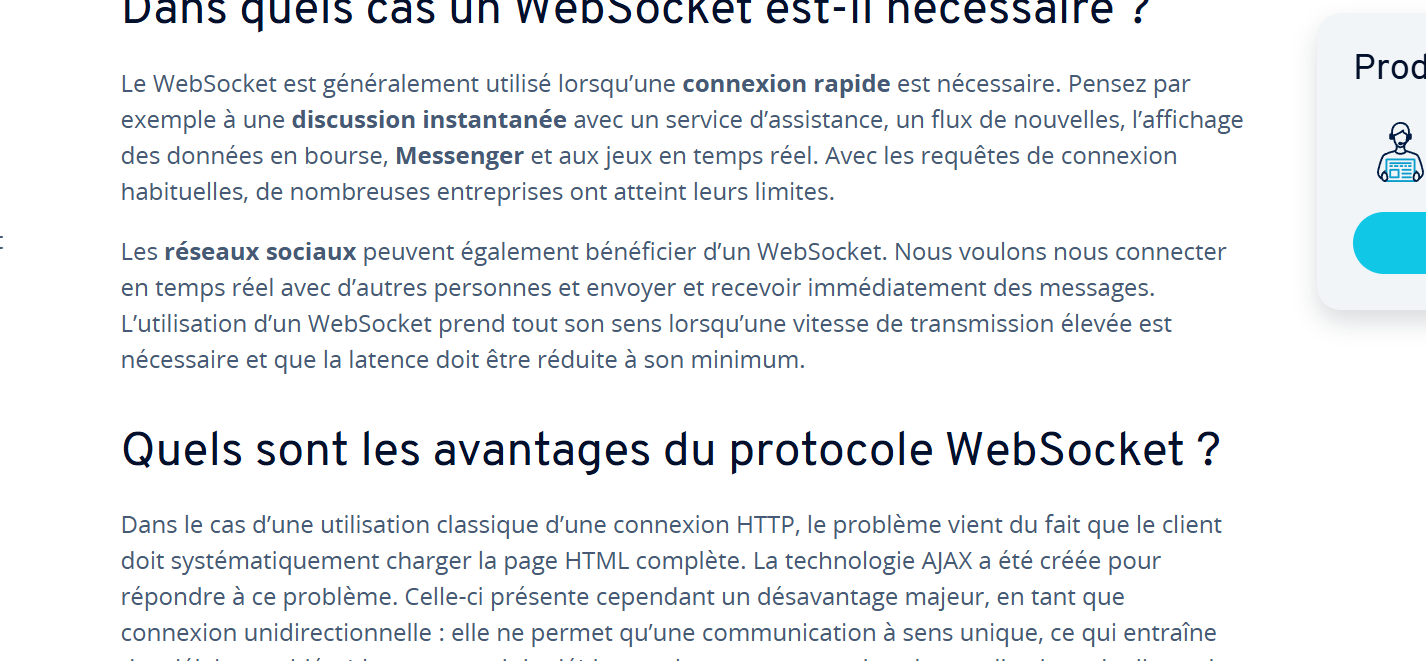 Dans quels cas un WebSocket est-il nécessaire ?
Le WebSocket est généralement utilisé lorsqu’une connexion rapide est nécessaire. Pensez par
exemple à une discussion instantanée avec un service d’assistance, un flux de nouvelles, l’affichage
des données en bourse, Messenger et aux jeux en temps réel. Avec les requêtes de connexion
habituelles, de nombreuses entreprises ont atteint leurs limites.
Les réseaux sociaux peuvent également bénéficier d’un WebSocket. Nous voulons nous connecter
en temps réel avec d’autres personnes et envoyer et recevoir immédiatement des messages.
L’utilisation d’un WebSocket prend tout son sens lorsqu’une vitesse de transmission élevée est
nécessaire et que la latence doit être réduite à son minimum.
Quels sont les avantages du protocole WebSocket ?
Dans le cas d’une utilisation classique d’une connexion HTTP, le problème vient du fait que le client
doit systématiquement charger la page HTML complète. La technologie AJAX a été créée pour
répondre à ce problème. Celle-ci présente cependant un désavantage majeur, en tant que
connexion unidirectionnelle : elle ne permet qu’une communication à sens unique, ce qui entraîne
Prod